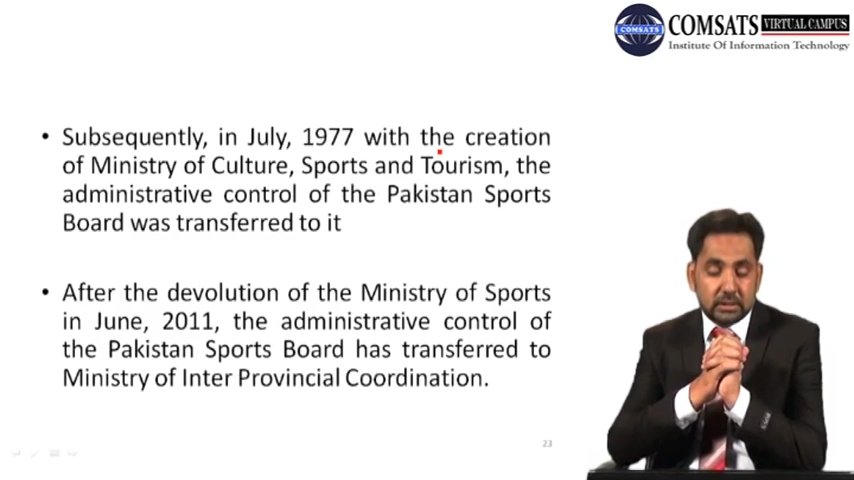 COMSATS
COMSATS VIRTUAL CAMPUS
Institute Of Information Technology
• Subsequently, in July, 1977 with the creation
of Ministry of Culture, Sports and Tourism, the
administrative control of the Pakistan Sports
Board was transferred to it
• After the devolution of the Ministry of Sports
in June, 2011, the administrative control of
the Pakistan Sports Board has transferred to
Ministry of Inter Provincial Coordination.
23